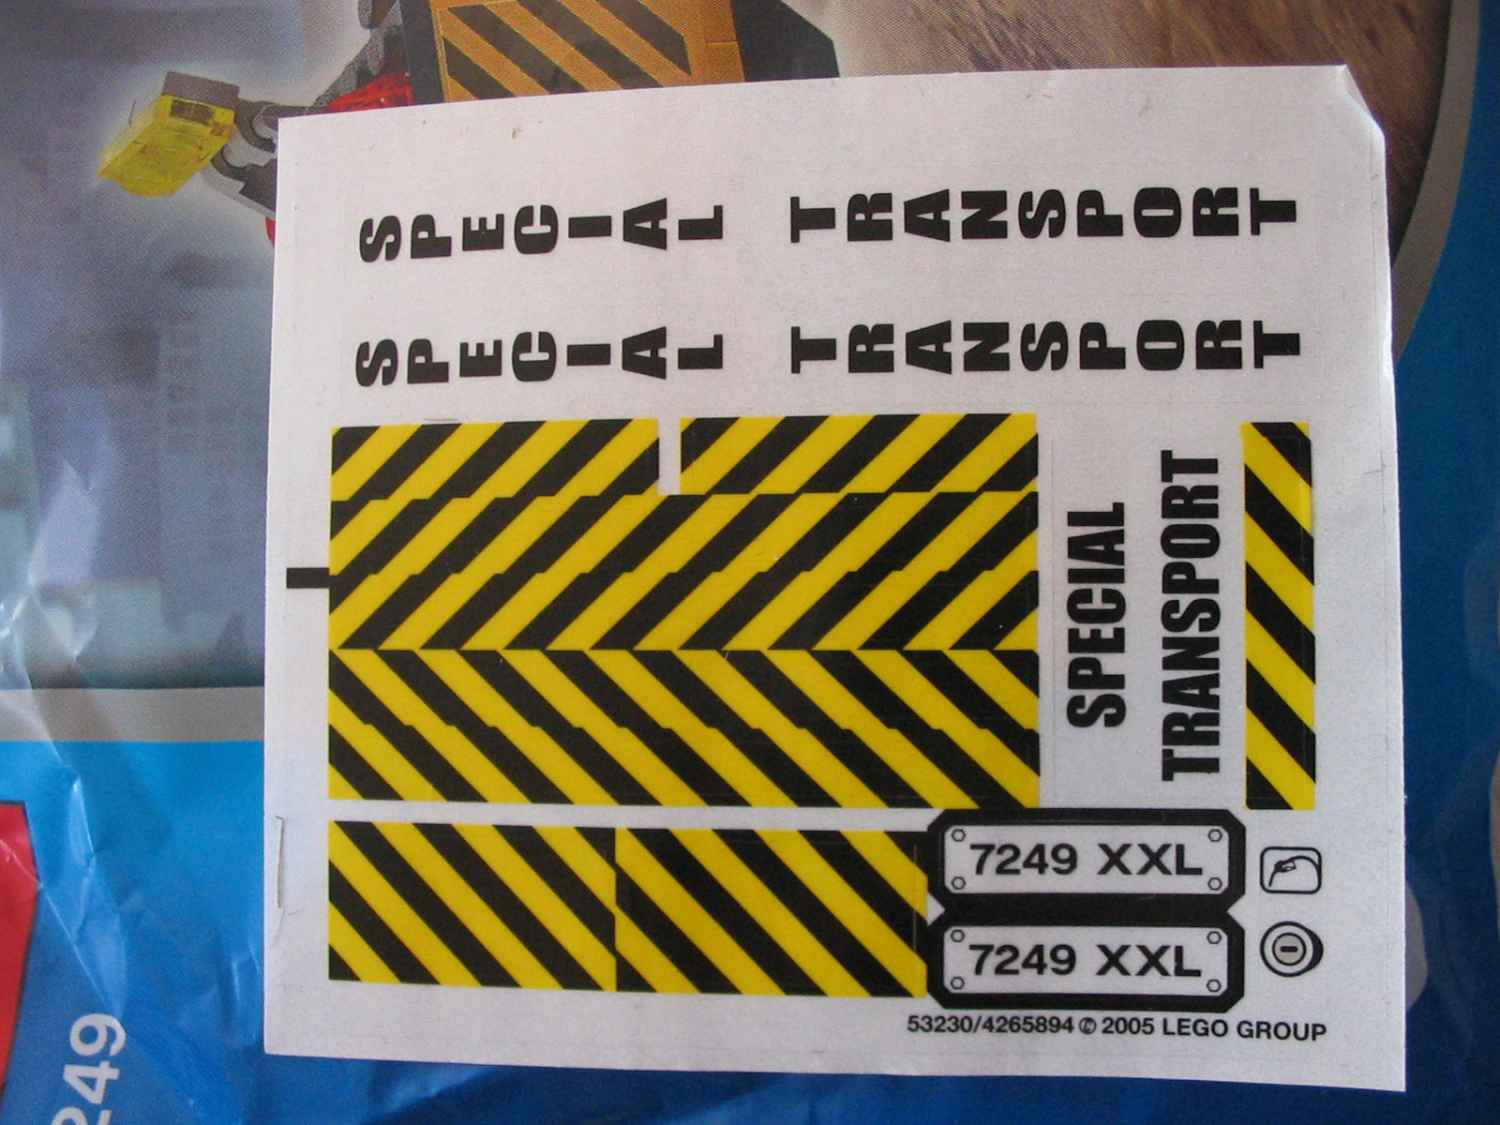 SPECIAL TRANSPORT
SPECIAL TRANSPORT
SPECIAL
TRANSPORT
7249 XXL
7249 XXL
53230/4265894 © 2005 LEGO GROUP
249